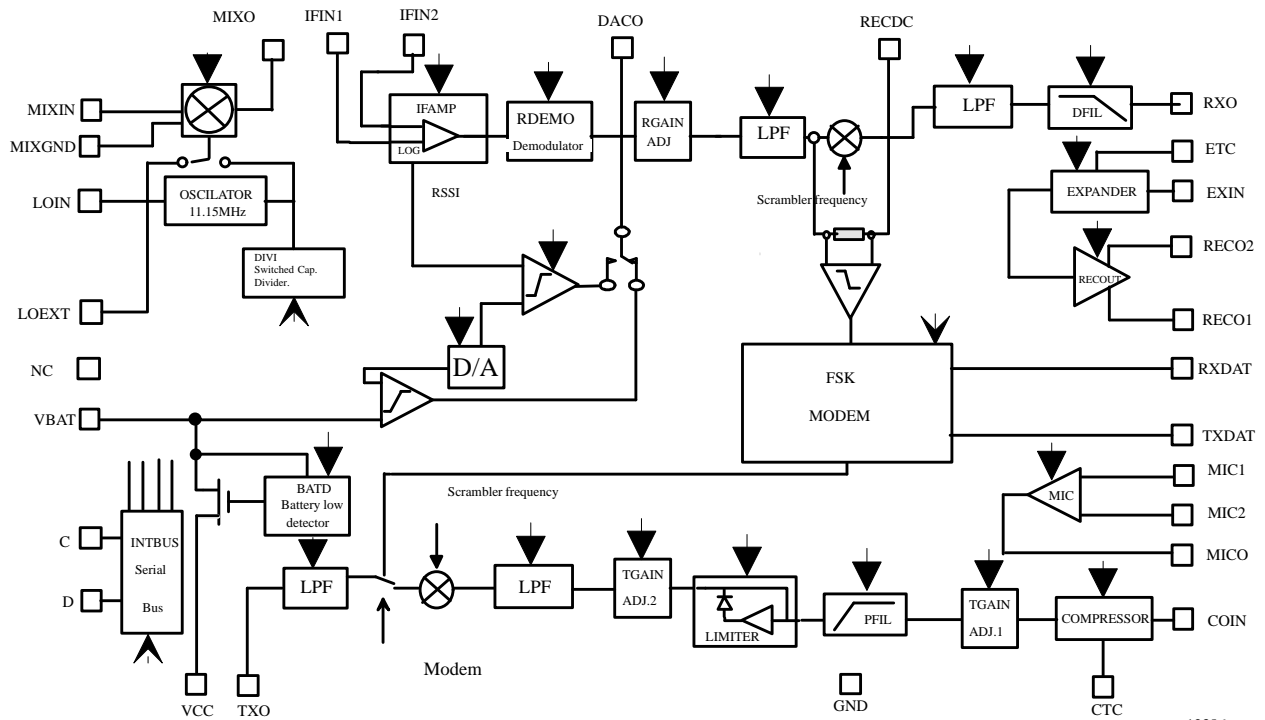 MIXO
IFIN1
IFIN2
DACO
RECDC
MIXIN
MIXGND
LOIN
LOEXT
NC
VBAT
C
D
OSCILATOR
11.15MHz
DIVI
Switched Cap.
Divider.
IFAMP
LOG
RSSI
RDEMO
Demodulator
RGAIN
ADJ
LPF
Scrambler frequency
LPF
DFIL
RXO
ETC
EXPANDER
EXIN
RECO2
RECOUT
RECO1
D/A
FSK
MODEM
RXDAT
TXDAT
MIC1
MIC
MIC2
MICO
BATD
Battery low
detector
Scrambler frequency
INTBUS
Serial
Bus
LPF
LPF
TGAIN
ADJ.2
LIMITER
PFIL
TGAIN
ADJ.1
COMPRESSOR
COIN
Modem
VCC
TXO
GND
CTC